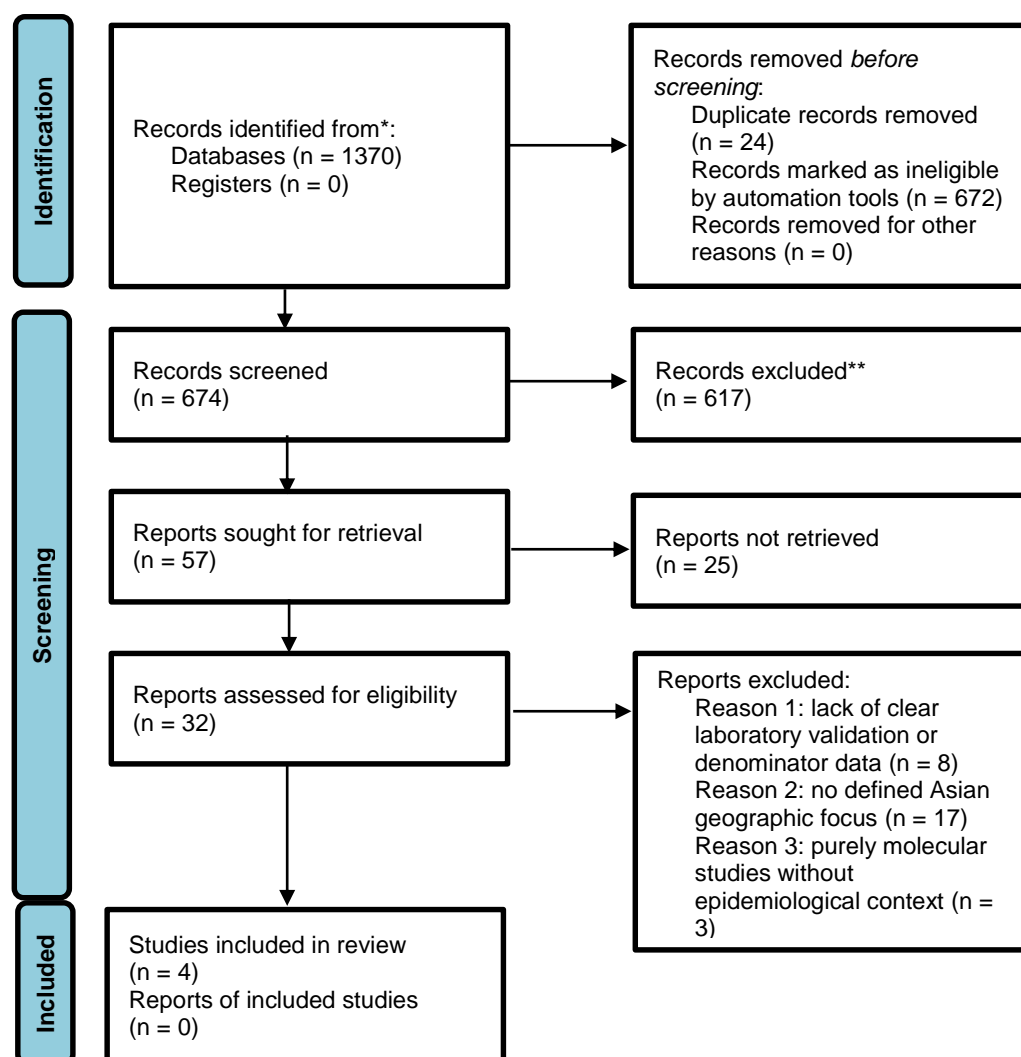 Identification
Records identified from*:
Databases (n = 1370)
Registers (n = 0)
Records removed before
screening:
Duplicate records removed
(n = 24)
Records marked as ineligible
by automation tools (n = 672)
Records removed for other
reasons (n = 0)
Screening
Records screened
(n = 674)
Records excluded**
(n = 617)
Reports sought for retrieval
(n = 57)
Reports not retrieved
(n = 25)
Reports assessed for eligibility
(n = 32)
Reports excluded:
Reason 1: lack of clear
laboratory validation or
denominator data (n = 8)
Reason 2: no defined Asian
geographic focus (n = 17)
Reason 3: purely molecular
studies without
epidemiological context (n =
3)
Included
Studies included in review
(n = 4)
Reports of included studies
(n = 0)